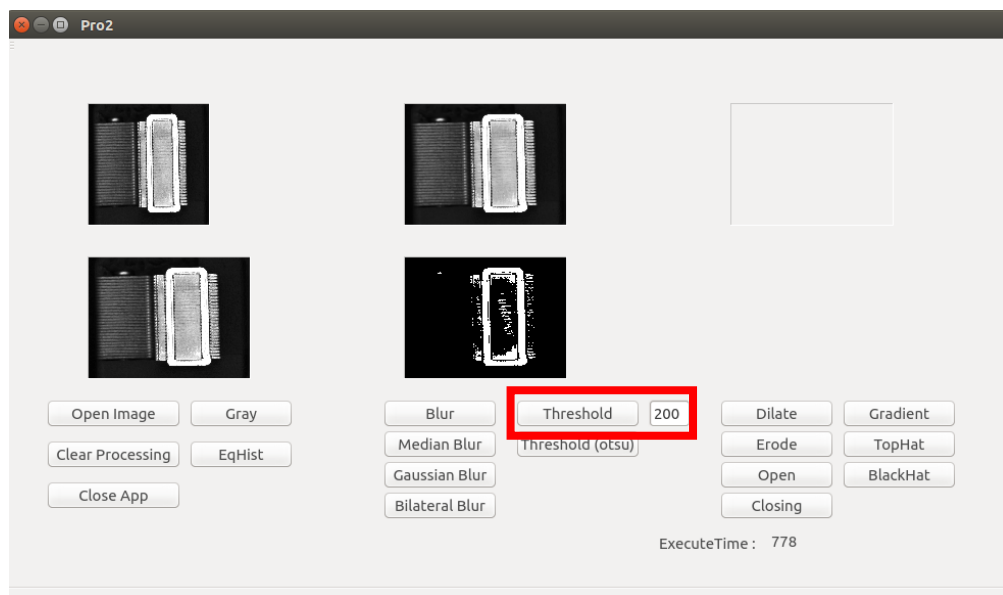 Pro2
Open Image Gray Blur Threshold 200 Dilate Gradient
Clear Processing EqHist Median Blur Threshold (otsu) Erode TopHat
Gaussian Blur Open BlackHat
Close App Bilateral Blur Closing
ExecuteTime : 778